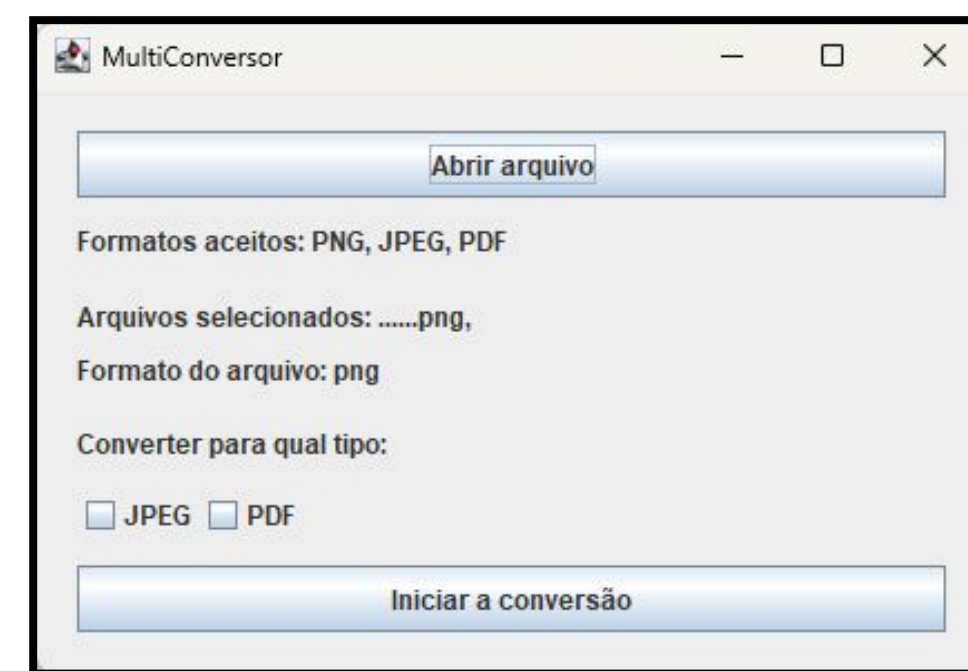 MultiConversor
Abrir arquivo
Formatos aceitos: PNG, JPEG, PDF
Arquivos selecionados: ......png,
Formato do arquivo: png
Converter para qual tipo:
JPEG PDF
Iniciar a conversão